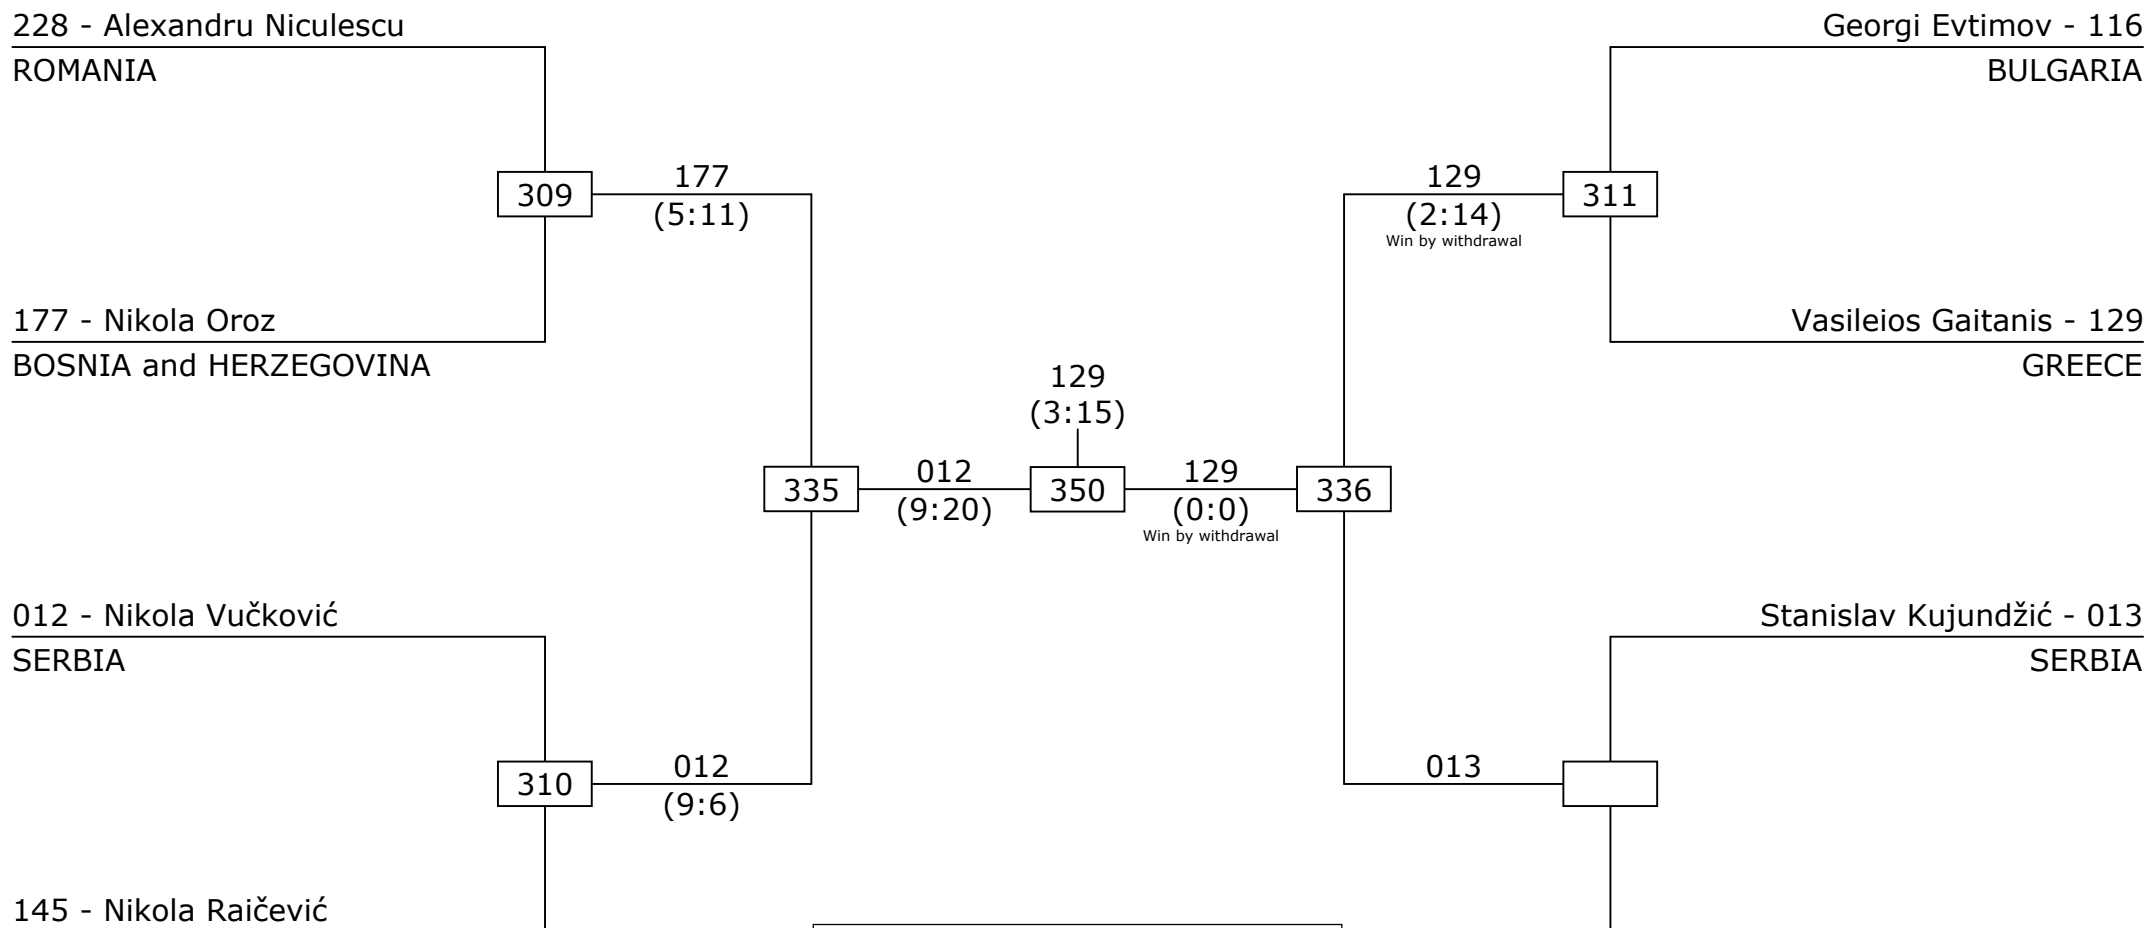 228 - Alexandru Niculescu
ROMANIA
Georgi Evtimov - 116
BULGARIA
309
177
(5:11)
129
(2:14)
Win by withdrawal
311
177 - Nikola Oroz
BOSNIA and HERZEGOVINA
Vasileios Gaitanis - 129
GREECE
129
(3:15)
335
012
(9:20)
350
129
(0:0)
Win by withdrawal
336
012 - Nikola Vučković
SERBIA
Stanislav Kujundžić - 013
SERBIA
310
012
(9:6)
013
145 - Nikola Raičević